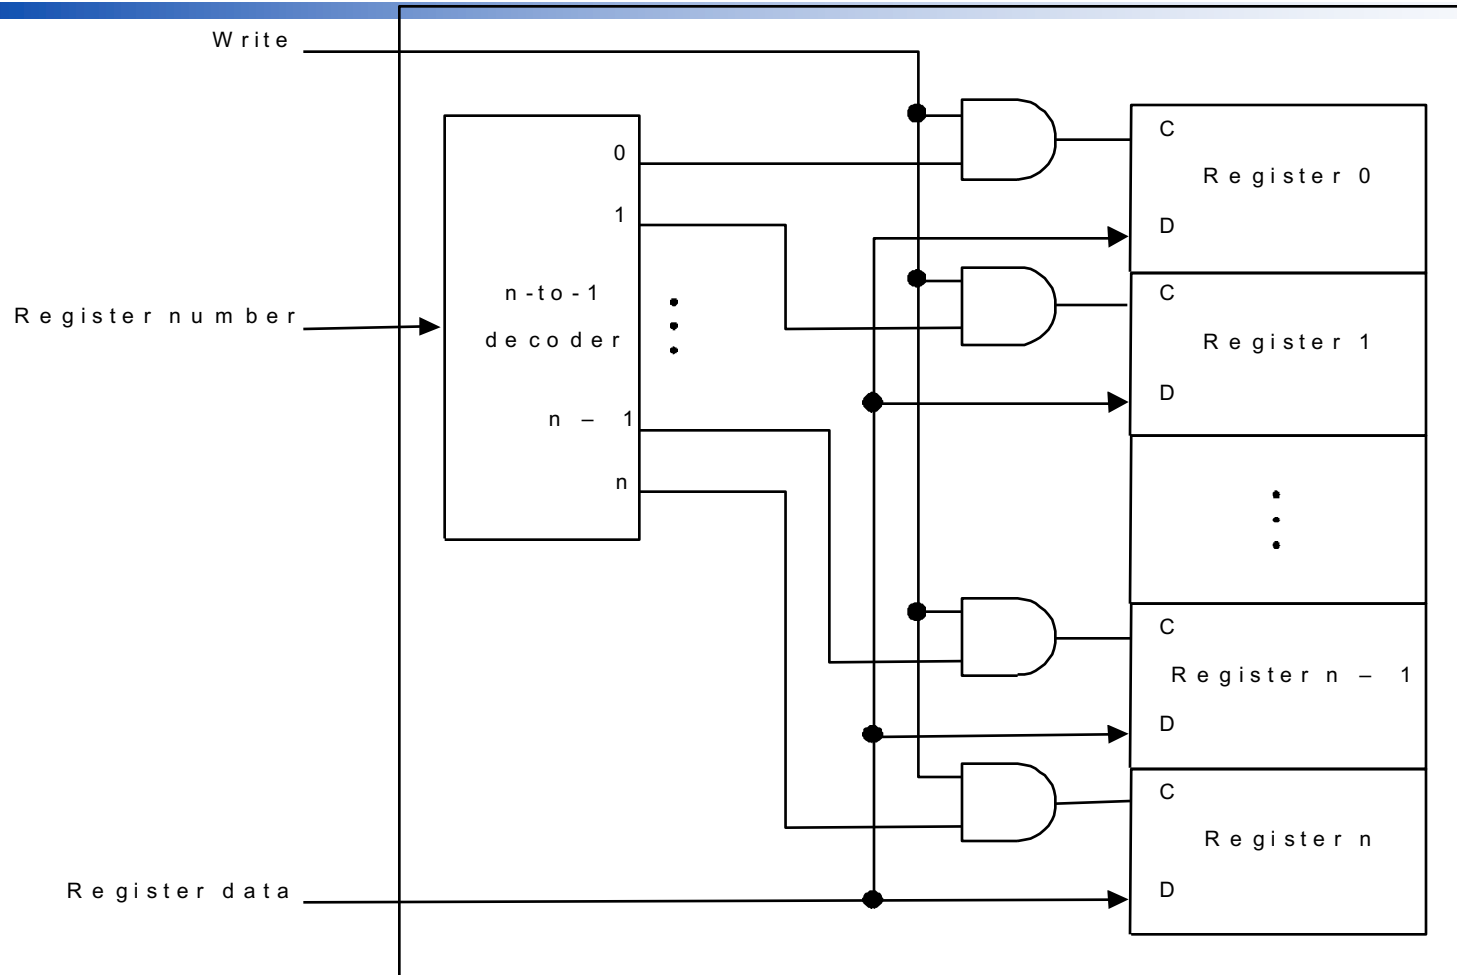 Write
C
0
Register 0
1
D
n-to-1
C
Register number
decoder
Register 1
D
n – 1
n
C
Register n – 1
D
C
Register n
Register data
D